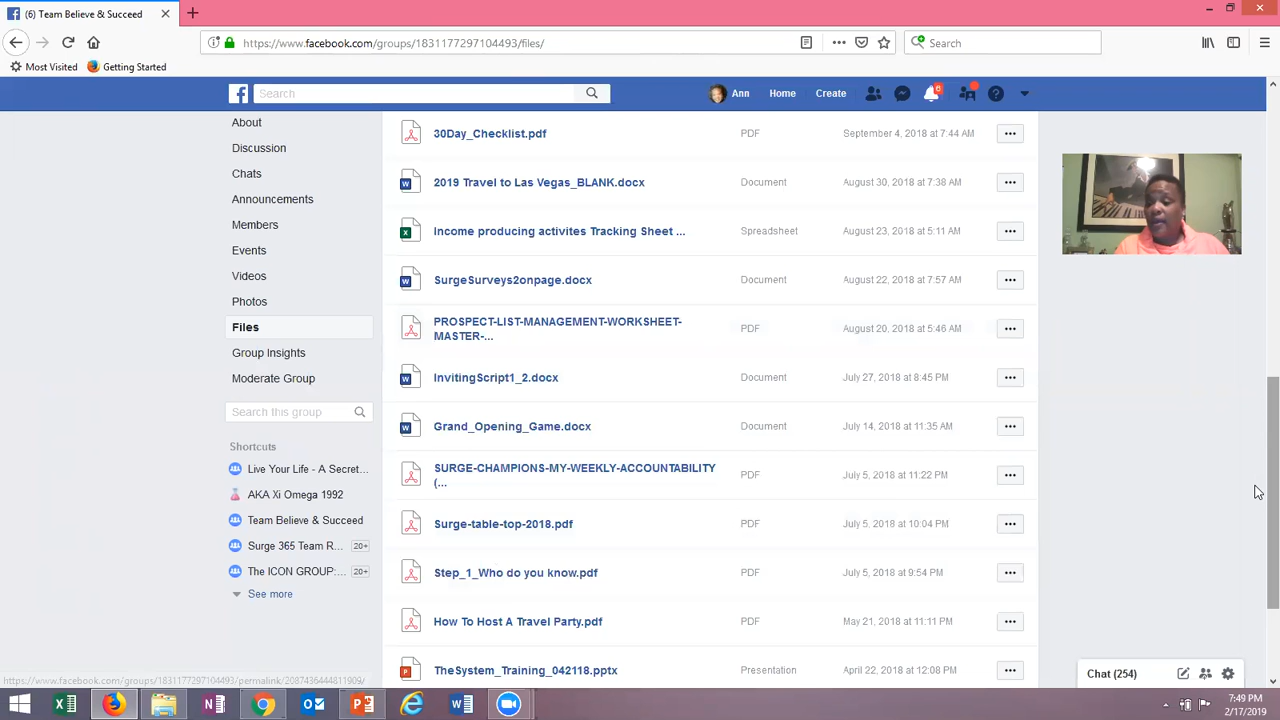 (6) Team Believe & Succeed
https://www.facebook.com/groups/1831177297104493/files/
Search
Most Visited
Getting Started
Search
Ann
Home
Create
6
About
Discussion
Chats
Announcements
Members
Events
Videos
Photos
Files
Group Insights
Moderate Group
Search this group
Shortcuts
Live Your Life - A Secret...
AKA Xi Omega 1992
Team Believe & Succeed
Surge 365 Team R... 20+
The ICON GROUP:... 20+
See more
30Day_Checklist.pdf PDF September 4, 2018 at 7:44 AM
2019 Travel to Las Vegas_BLANK.docx Document August 30, 2018 at 7:38 AM
Income producing activites Tracking Sheet ... Spreadsheet August 23, 2018 at 5:11 AM
SurgeSurveys2onpage.docx Document August 22, 2018 at 7:57 AM
PROSPECT-LIST-MANAGEMENT-WORKSHEET-
MASTER-... PDF August 20, 2018 at 5:46 AM
InvitingScript1_2.docx Document July 27, 2018 at 8:45 PM
Grand_Opening_Game.docx Document July 14, 2018 at 11:35 AM
SURGE-CHAMPIONS-MY-WEEKLY-ACCOUNTABILITY
(... PDF July 5, 2018 at 11:22 PM
Surge-table-top-2018.pdf PDF July 5, 2018 at 10:04 PM
Step_1_Who do you know.pdf PDF July 5, 2018 at 9:54 PM
How To Host A Travel Party.pdf PDF May 21, 2018 at 11:11 PM
TheSystem_Training_042118.pptx Presentation April 22, 2018 at 12:08 PM
Chat (254)
7:49 PM
2/17/2019